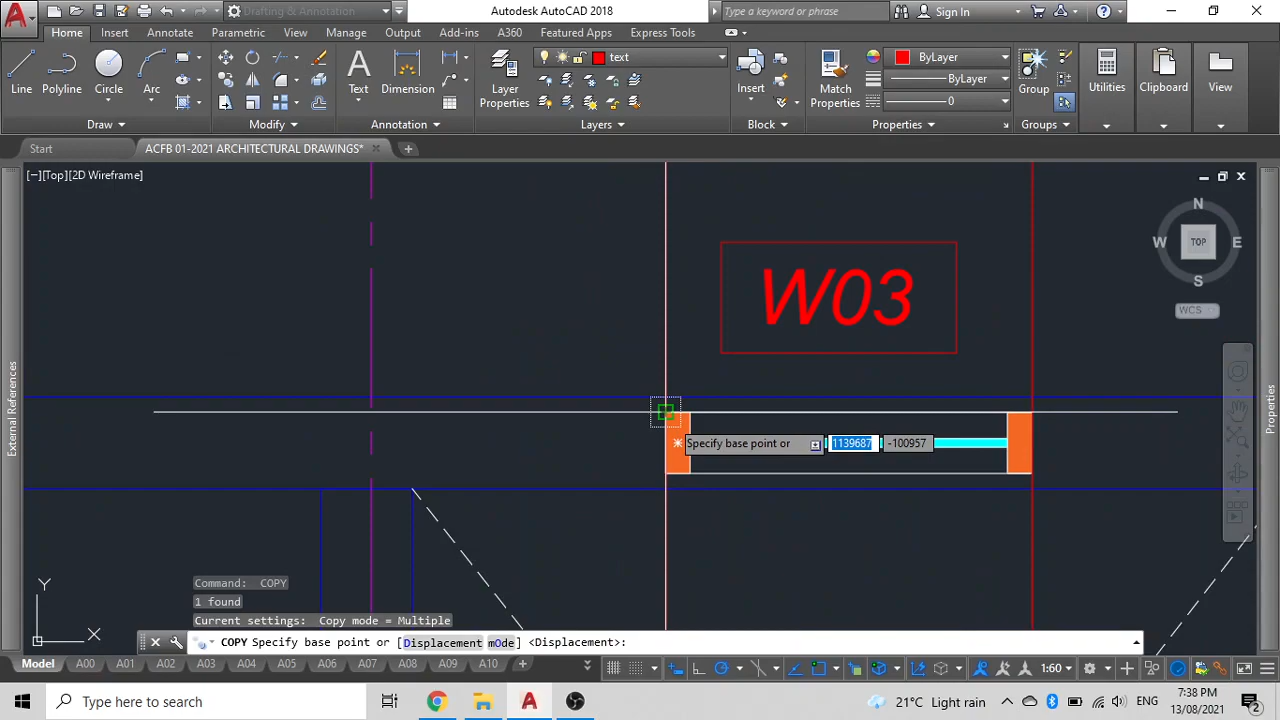 Drafting & Annotation
Autodesk AutoCAD 2018
Type a keyword or phrase
Sign In
Home Insert Annotate Parametric View Manage Output Add-ins A360 Featured Apps Express Tools
Line Polyline Circle Arc
Text Dimension
Layer Properties
text
Insert
Match Properties
ByLayer
ByLayer
0
Group
Utilities
Clipboard
View
Draw Modify Annotation Layers Block Properties Groups
Start
ACFB 01-2021 ARCHITECTURAL DRAWINGS*
[−][Top][2D Wireframe]
N
W TOP E
S
WCS
W03
External References
Properties
Specify base point or 1139687 -100957
Y
X
Command: COPY
1 found
Current settings: Copy mode = Multiple
COPY Specify base point or [Displacement mOde] <Displacement>:
Model A00 A01 A02 A03 A04 A05 A06 A07 A08 A09 A10
1:60
Type here to search
21°C Light rain
ENG
7:38 PM
13/08/2021
2